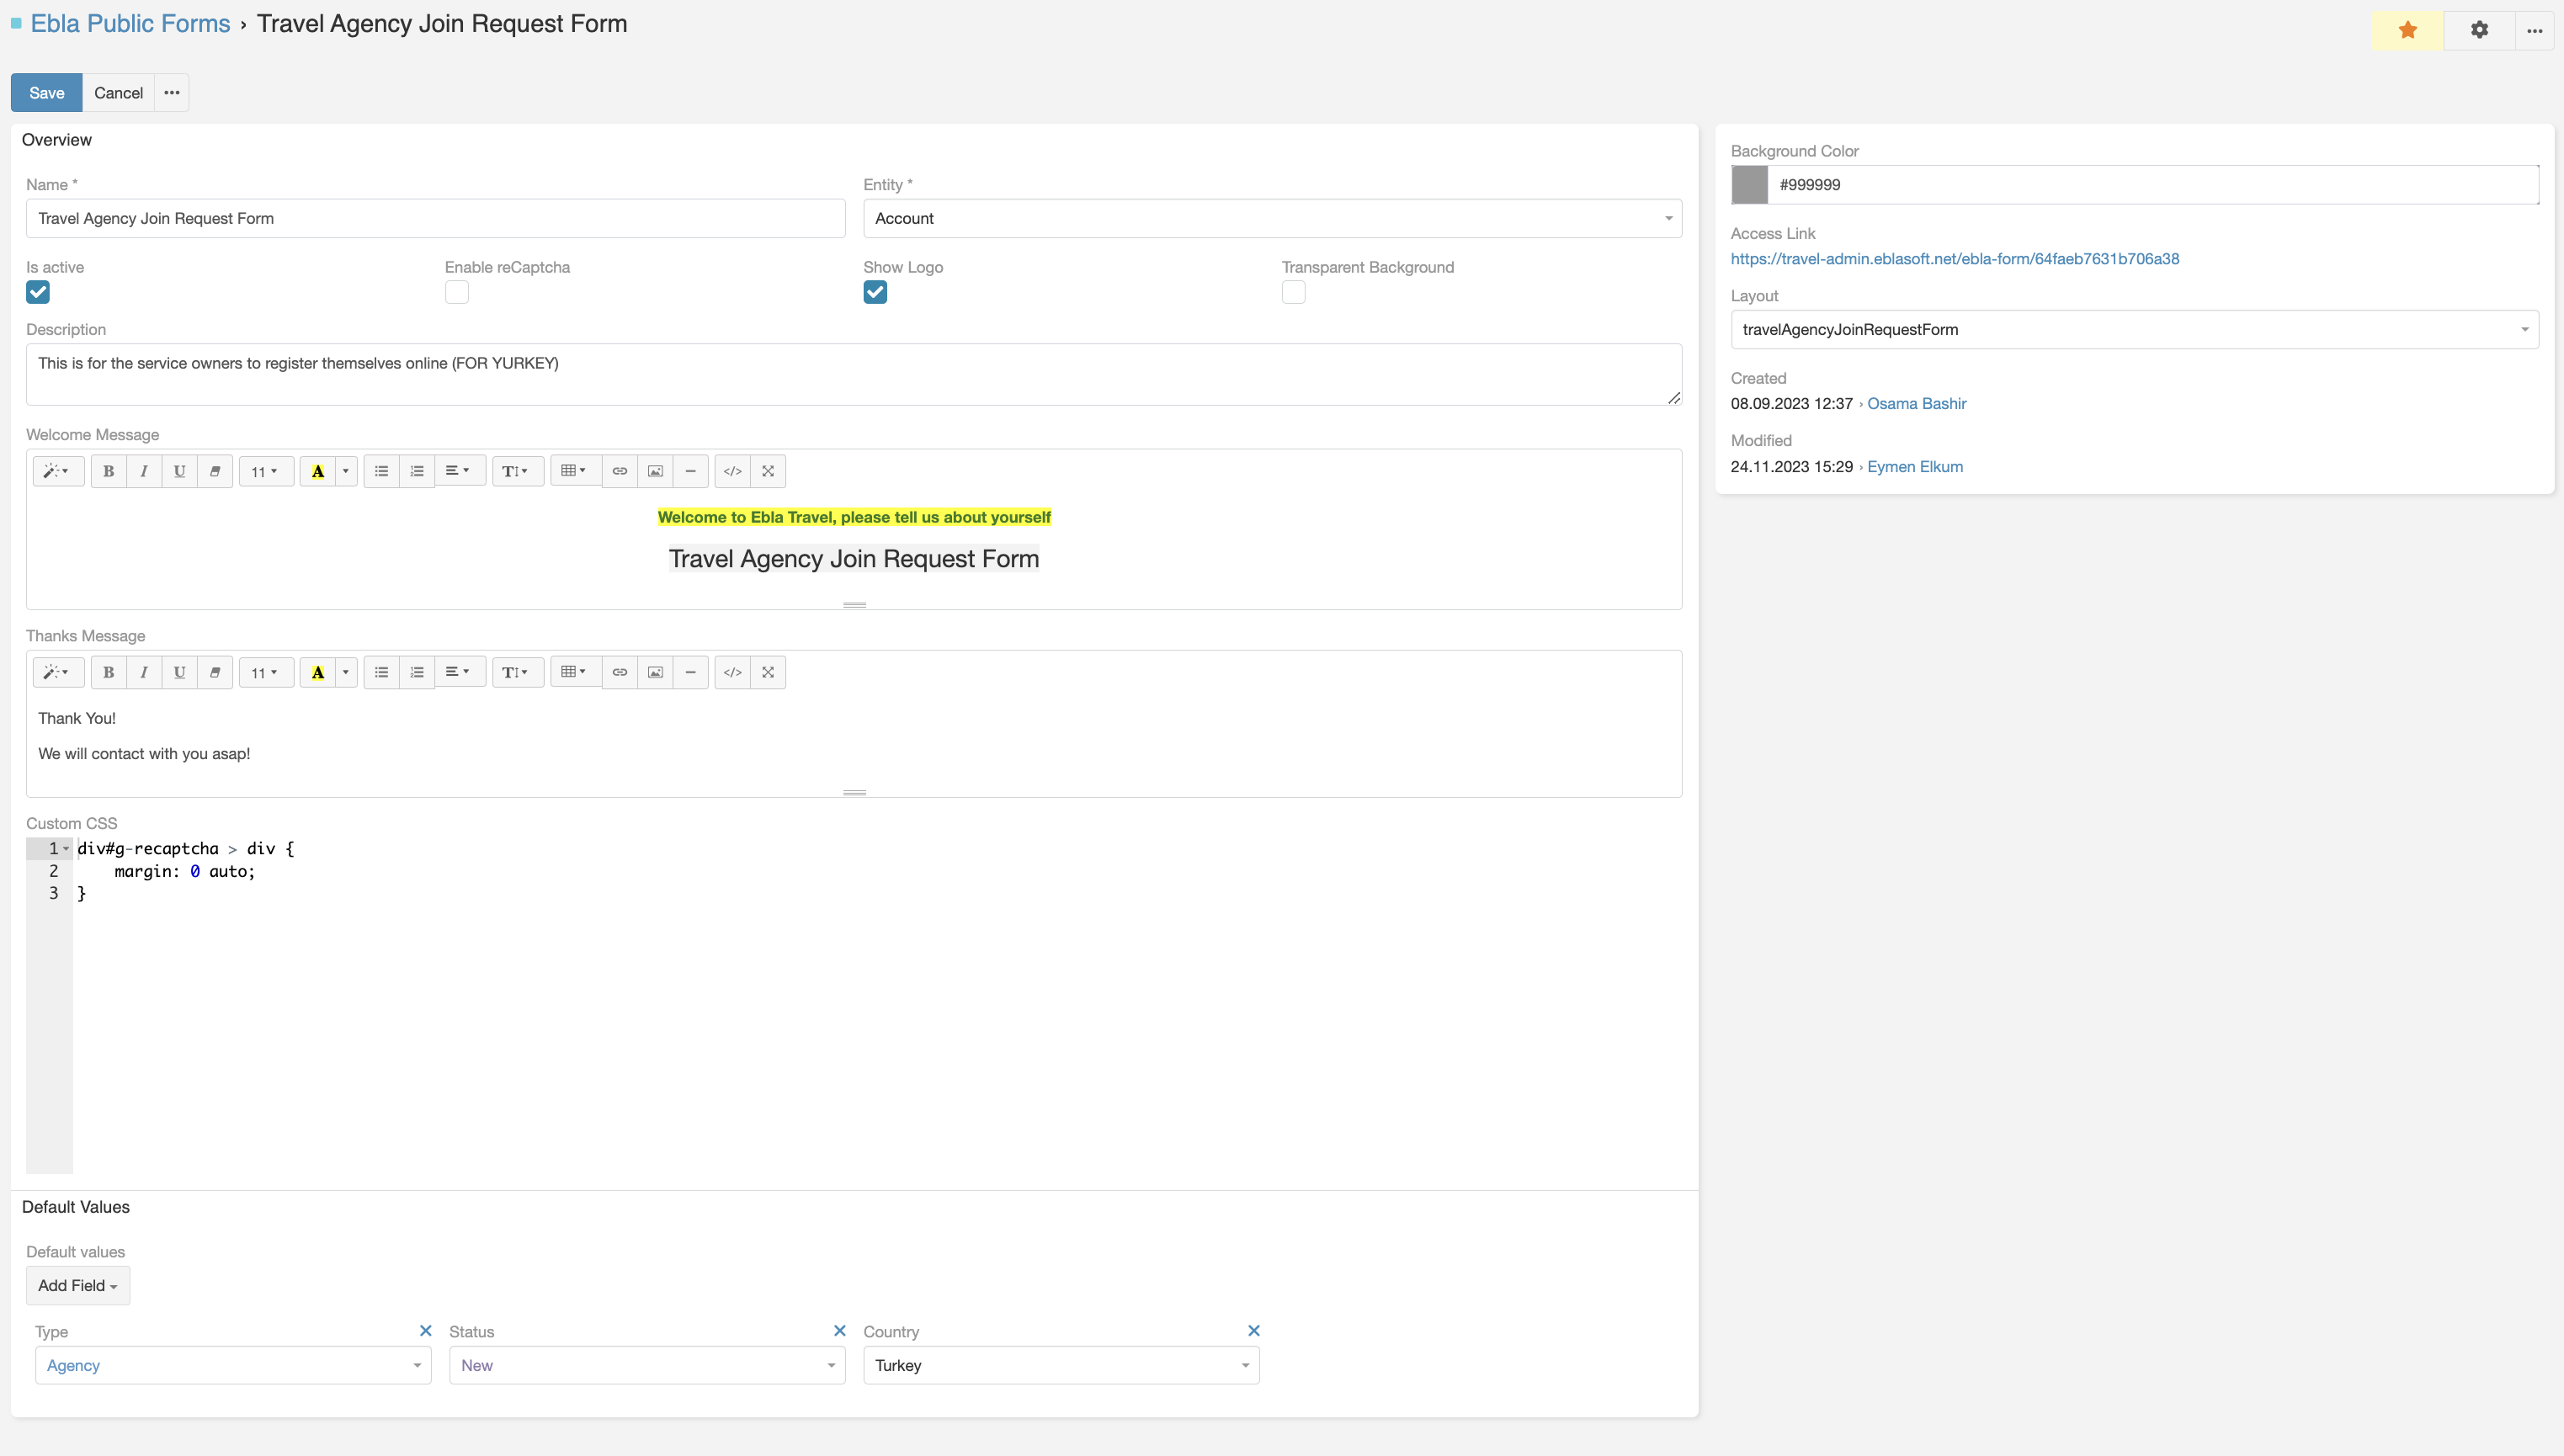 Ebla Public Forms › Travel Agency Join Request Form
Save Cancel
Overview
Name * Entity *
Travel Agency Join Request Form Account
Is active Enable reCaptcha Show Logo Transparent Background
Description
This is for the service owners to register themselves online (FOR YURKEY)
Welcome Message
B I U 11 A T </>
Welcome to Ebla Travel, please tell us about yourself
Travel Agency Join Request Form
Thanks Message
B I U 11 A T </>
Thank You!
We will contact with you asap!
Custom CSS
1 div#g-recaptcha > div {
2 margin: 0 auto;
3 }
Default Values
Default values
Add Field
Type Status Country
Agency New Turkey
Background Color
#999999
Access Link
https://travel-admin.eblasoft.net/ebla-form/64faeb7631b706a38
Layout
travelAgencyJoinRequestForm
Created
08.09.2023 12:37 › Osama Bashir
Modified
24.11.2023 15:29 › Eymen Elkum